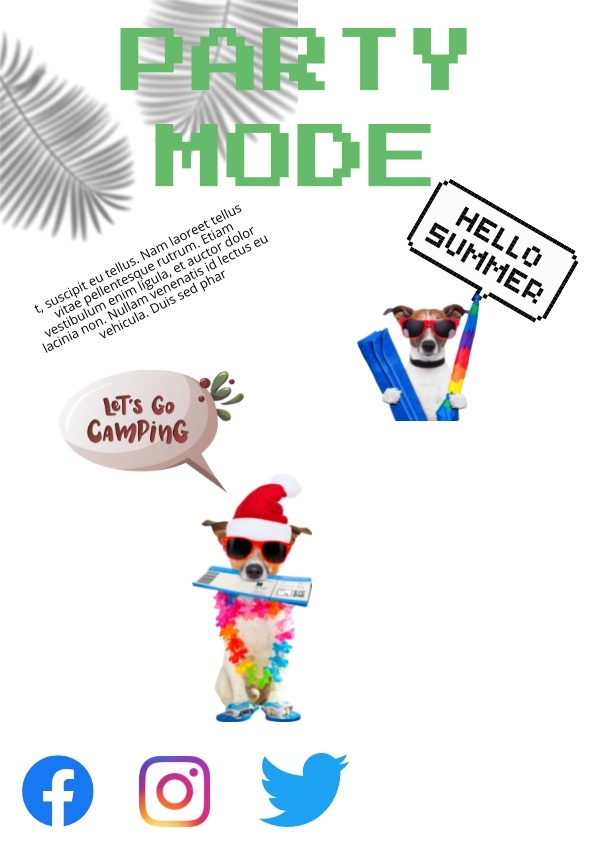 PARTY
MODE
HELLO
SUMMER
t, suscipit eu tellus. Nam laoreet tellus
vitae pellentesque rutrum. Etiam
vestibulum enim ligula, et auctor dolor
lacinia non. Nullam venenatis id lectus eu
vehicula. Duis sed phar
LET'S GO
CAMPING